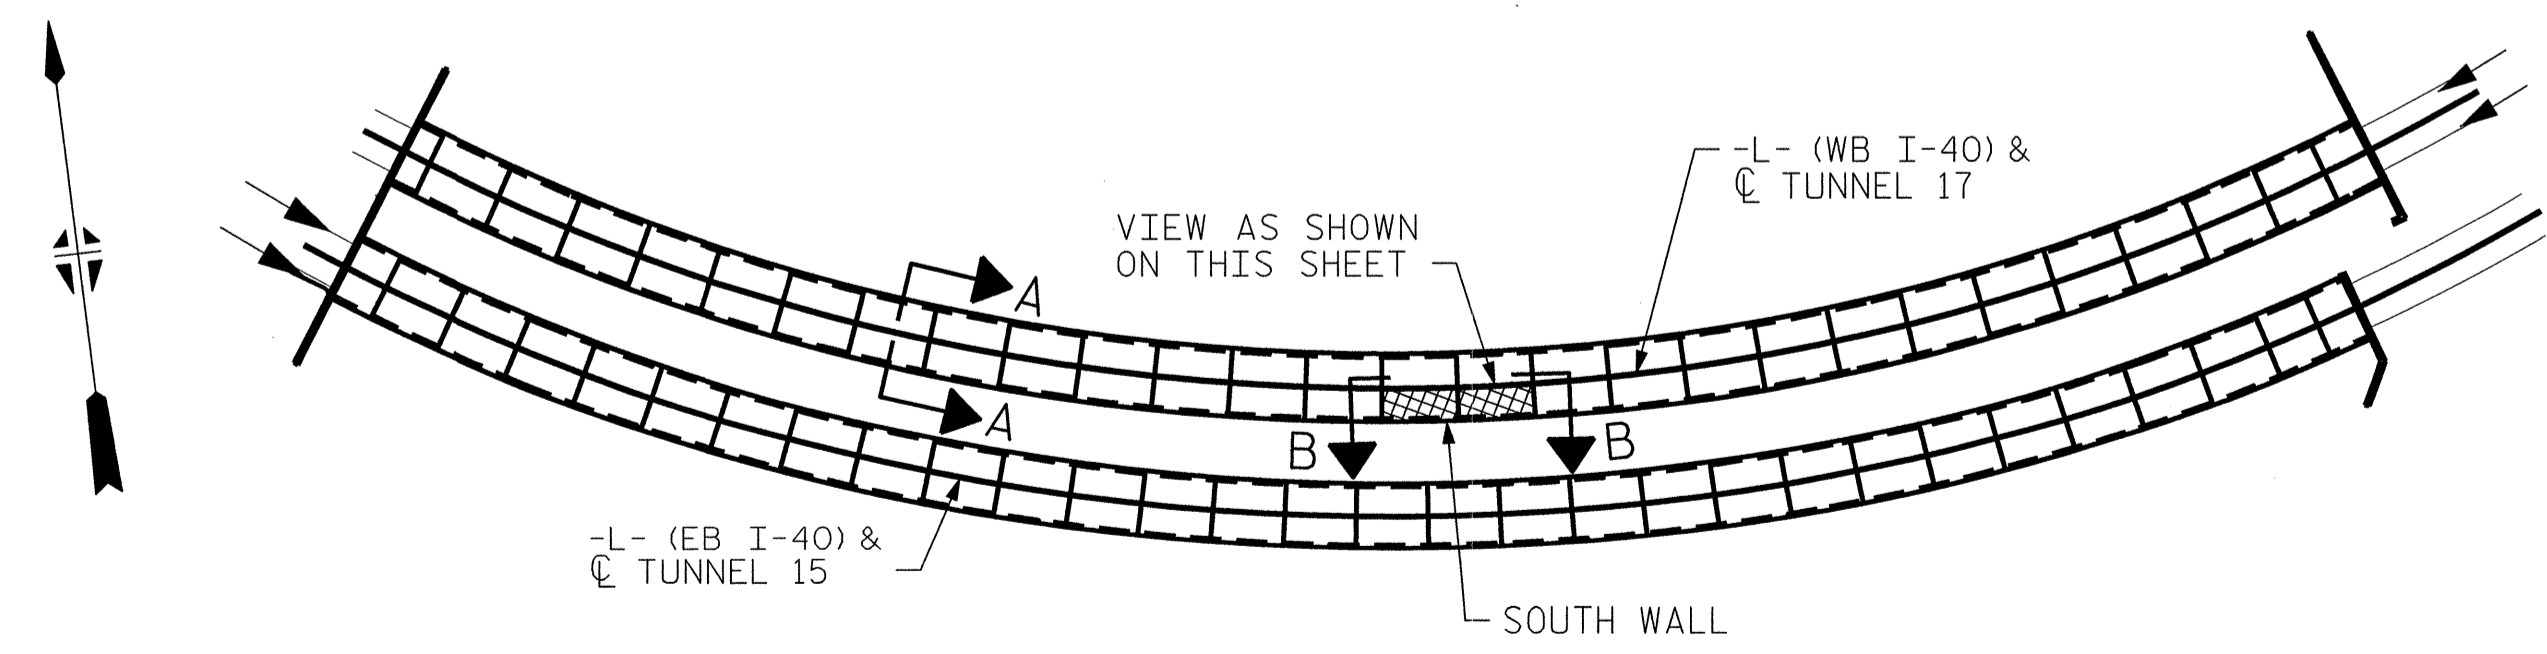 -L- (WB I-40) &
℄ TUNNEL 17
VIEW AS SHOWN
ON THIS SHEET
A
A
B
B
-L- (EB I-40) &
℄ TUNNEL 15
SOUTH WALL